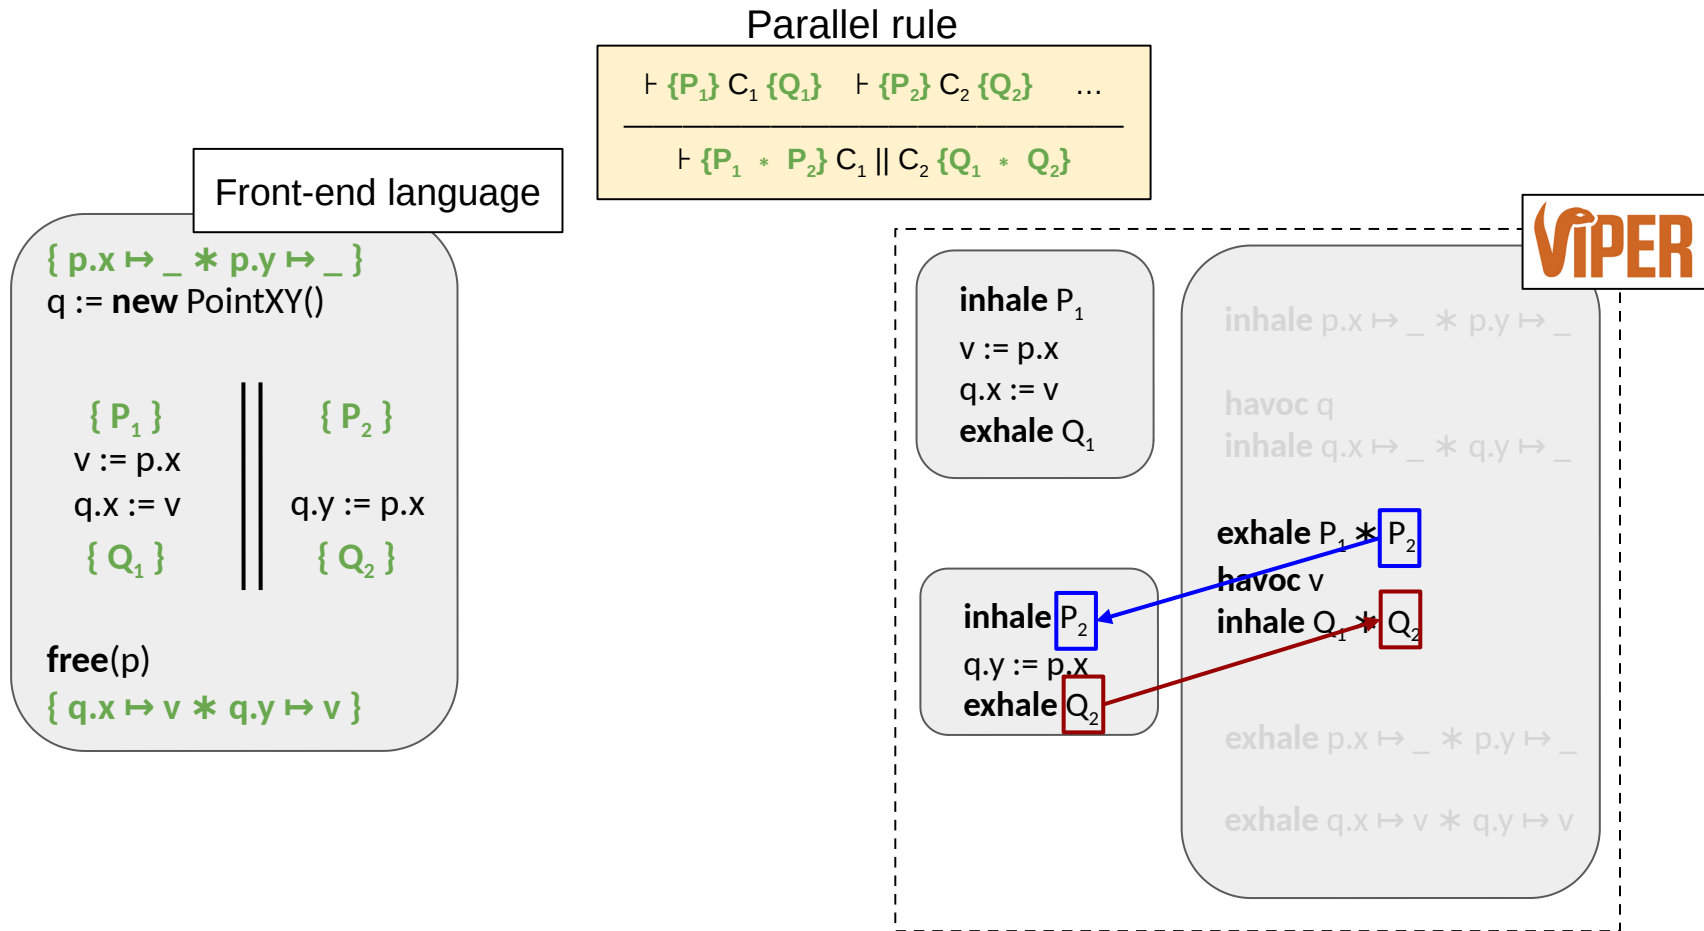 Parallel rule
⊦ {P₁} C₁ {Q₁} ⊦ {P₂} C₂ {Q₂} …
⊦ {P₁ * P₂} C₁ || C₂ {Q₁ * Q₂}
Front-end language
{ p.x ↦ _ ∗ p.y ↦ _ }
q := new PointXY()
{ P₁ }
v := p.x
q.x := v
{ Q₁ }
{ P₂ }
q.y := p.x
{ Q₂ }
free(p)
{ q.x ↦ v ∗ q.y ↦ v }
VIPER
inhale P₁
v := p.x
q.x := v
exhale Q₁
inhale P₂
q.y := p.x
exhale Q₂
inhale p.x ↦ _ ∗ p.y ↦ _
havoc q
inhale q.x ↦ _ ∗ q.y ↦ _
exhale P₁ ∗ P₂
havoc v
inhale Q₁ ∗ Q₂
exhale p.x ↦ _ ∗ p.y ↦ _
exhale q.x ↦ v ∗ q.y ↦ v